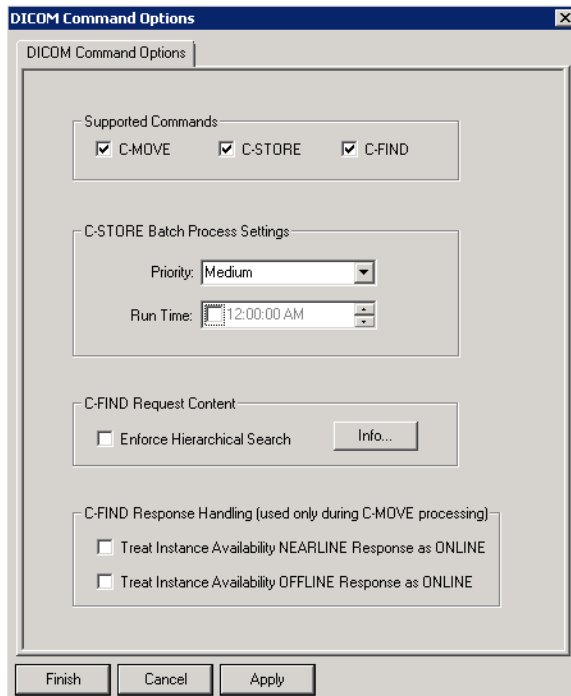 DICOM Command Options
DICOM Command Options
Supported Commands
C-MOVE C-STORE C-FIND
C-STORE Batch Process Settings
Priority: Medium
Run Time: 12:00:00 AM
C-FIND Request Content
Enforce Hierarchical Search Info...
C-FIND Response Handling (used only during C-MOVE processing)
Treat Instance Availability NEARLINE Response as ONLINE
Treat Instance Availability OFFLINE Response as ONLINE
Finish Cancel Apply